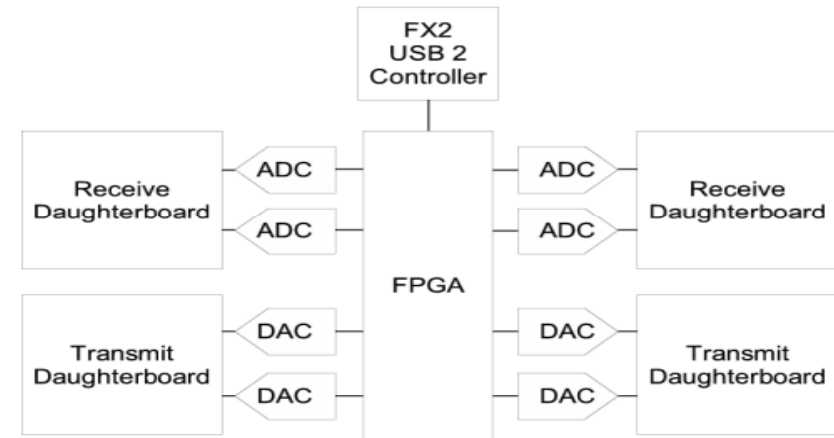 FX2
USB 2
Controller
Receive
Daughterboard
ADC
ADC
ADC
ADC
Receive
Daughterboard
FPGA
Transmit
Daughterboard
DAC
DAC
DAC
DAC
Transmit
Daughterboard